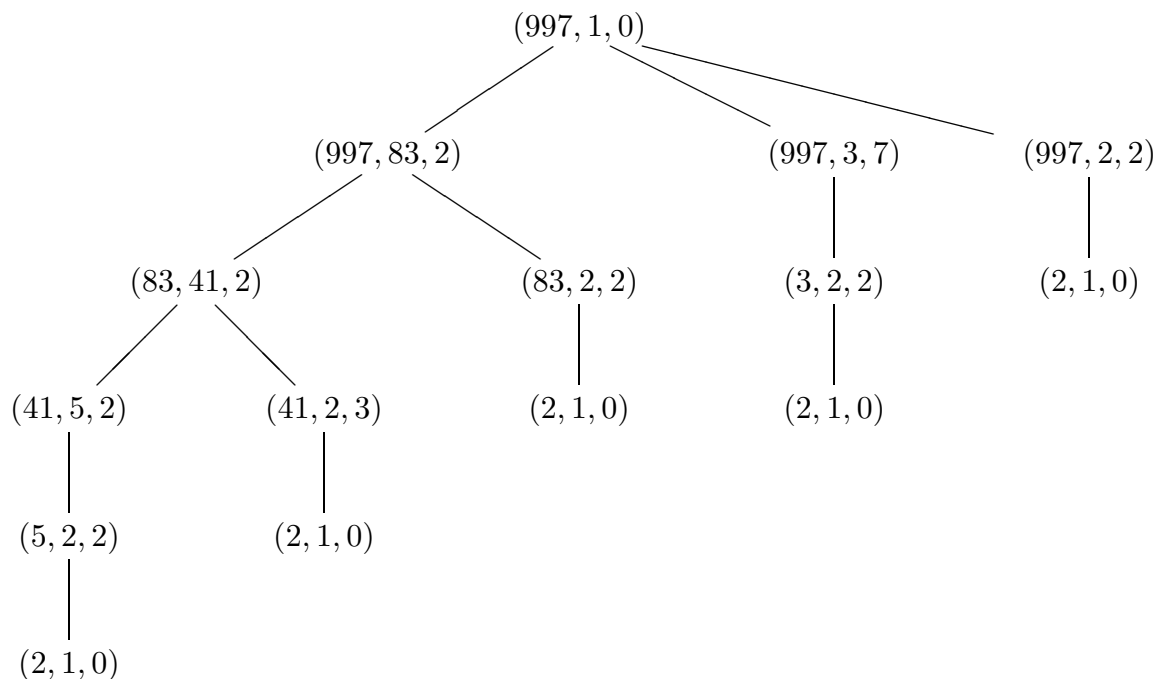 (997, 1, 0)
(997, 83, 2) (997, 3, 7) (997, 2, 2)
(83, 41, 2) (83, 2, 2) (3, 2, 2) (2, 1, 0)
(41, 5, 2) (41, 2, 3) (2, 1, 0) (2, 1, 0)
(5, 2, 2) (2, 1, 0)
(2, 1, 0)